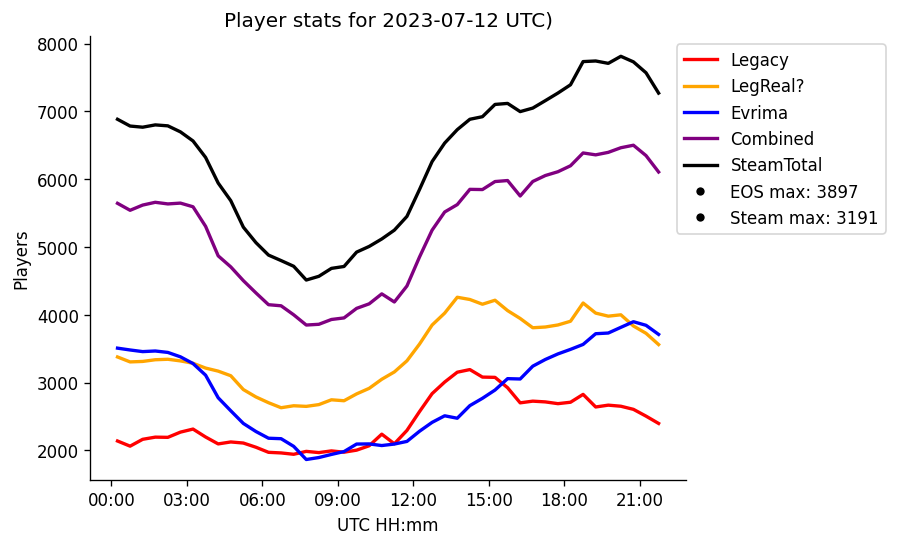 Player stats for 2023-07-12 UTC)
8000
7000
6000
5000
4000
3000
2000
Players
00:00 03:00 06:00 09:00 12:00 15:00 18:00 21:00
UTC HH:mm
Legacy
LegReal?
Evrima
Combined
SteamTotal
EOS max: 3897
Steam max: 3191